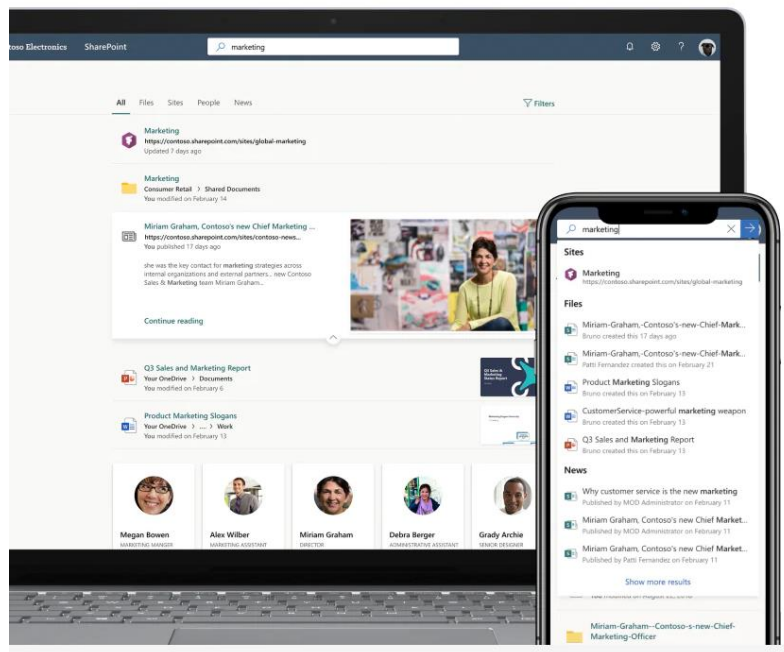 toso Electronics SharePoint
marketing
?
All Files Sites People News
Filters
Marketing
https://contoso.sharepoint.com/sites/global-marketing
Updated 7 days ago
Marketing
Consumer Retail > Shared Documents
You modified on February 14
Miriam Graham, Contoso's new Chief Marketing ...
https://contoso.sharepoint.com/sites/contoso-news...
You published 17 days ago
she was the key contact for marketing strategies across
internal organizations and external partners... new Contoso
Sales & Marketing team Miriam Graham...
Continue reading
Q3 Sales and Marketing Report
Your OneDrive > Documents
You modified on February 6
Q3 Sales &
Marketing
Status Report
Product Marketing Slogans
Your OneDrive > ... > Work
You modified on February 13
Megan Bowen
MARKETING MANGER
Alex Wilber
MARKETING ASSISTANT
Miriam Graham
DIRECTOR
Debra Berger
ADMINISTRATIVE ASSISTANT
Grady Archie
SENIOR DESIGNER
marketing
Sites
Marketing
https://contoso.sharepoint.com/sites/global-marketing
Files
Miriam-Graham,-Contoso's-new-Chief-Mark...
Bruno created this 17 days ago
Miriam-Graham,-Contoso's-new-Chief-Mark...
Patti Fernandez created this on February 21
Product Marketing Slogans
Bruno created this on February 13
CustomerService-powerful marketing weapon
Bruno created this on February 13
Q3 Sales and Marketing Report
Bruno created this on February 13
News
Why customer service is the new marketing
Published by MOD Administrator on February 11
Miriam Graham, Contoso's new Chief Market...
Published by MOD Administrator on February 11
Miriam Graham, Contoso's new Chief Market...
Published by Patti Fernandez on February 11
Show more results
Miriam-Graham--Contoso-s-new-Chief-
Marketing-Officer